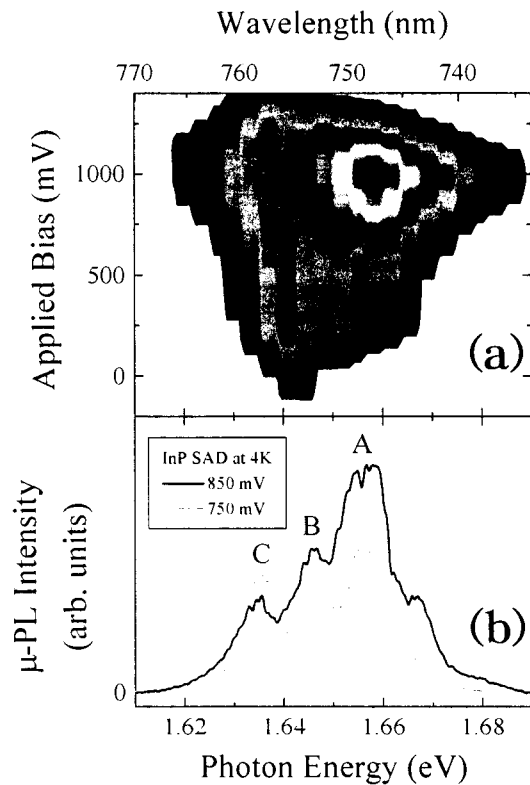 Wavelength (nm)
770 760 750 740
Applied Bias (mV)
1000
500
0
(a)
InP SAD at 4K
850 mV
750 mV
A
B
C
(b)
μ-PL Intensity
(arb. units)
0
1.62 1.64 1.66 1.68
Photon Energy (eV)